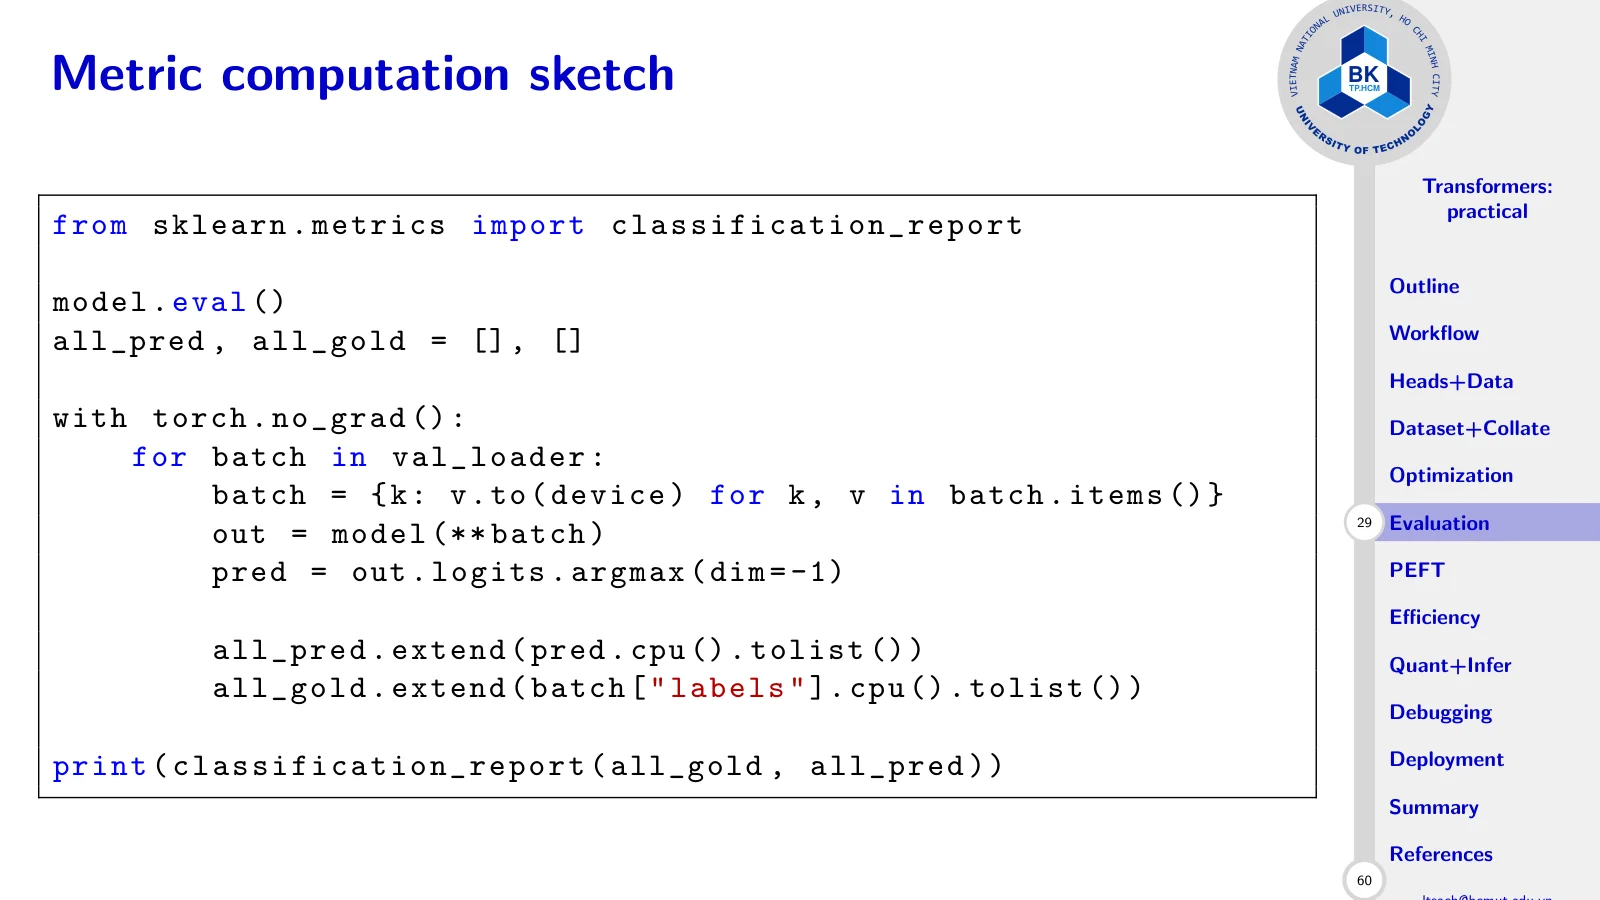 Metric computation sketch
from sklearn.metrics import classification_report
model.eval()
all_pred, all_gold = [], []
with torch.no_grad():
    for batch in val_loader:
        batch = {k: v.to(device) for k, v in batch.items()}
        out = model(**batch)
        pred = out.logits.argmax(dim=-1)
        all_pred.extend(pred.cpu().tolist())
        all_gold.extend(batch["labels"].cpu().tolist())
print(classification_report(all_gold, all_pred))
VIETNAM NATIONAL UNIVERSITY, HO CHI MINH CITY
BK
TP.HCM
UNIVERSITY OF TECHNOLOGY
Transformers:
practical
Outline
Workflow
Heads+Data
Dataset+Collate
Optimization
29 Evaluation
PEFT
Efficiency
Quant+Infer
Debugging
Deployment
Summary
References
60